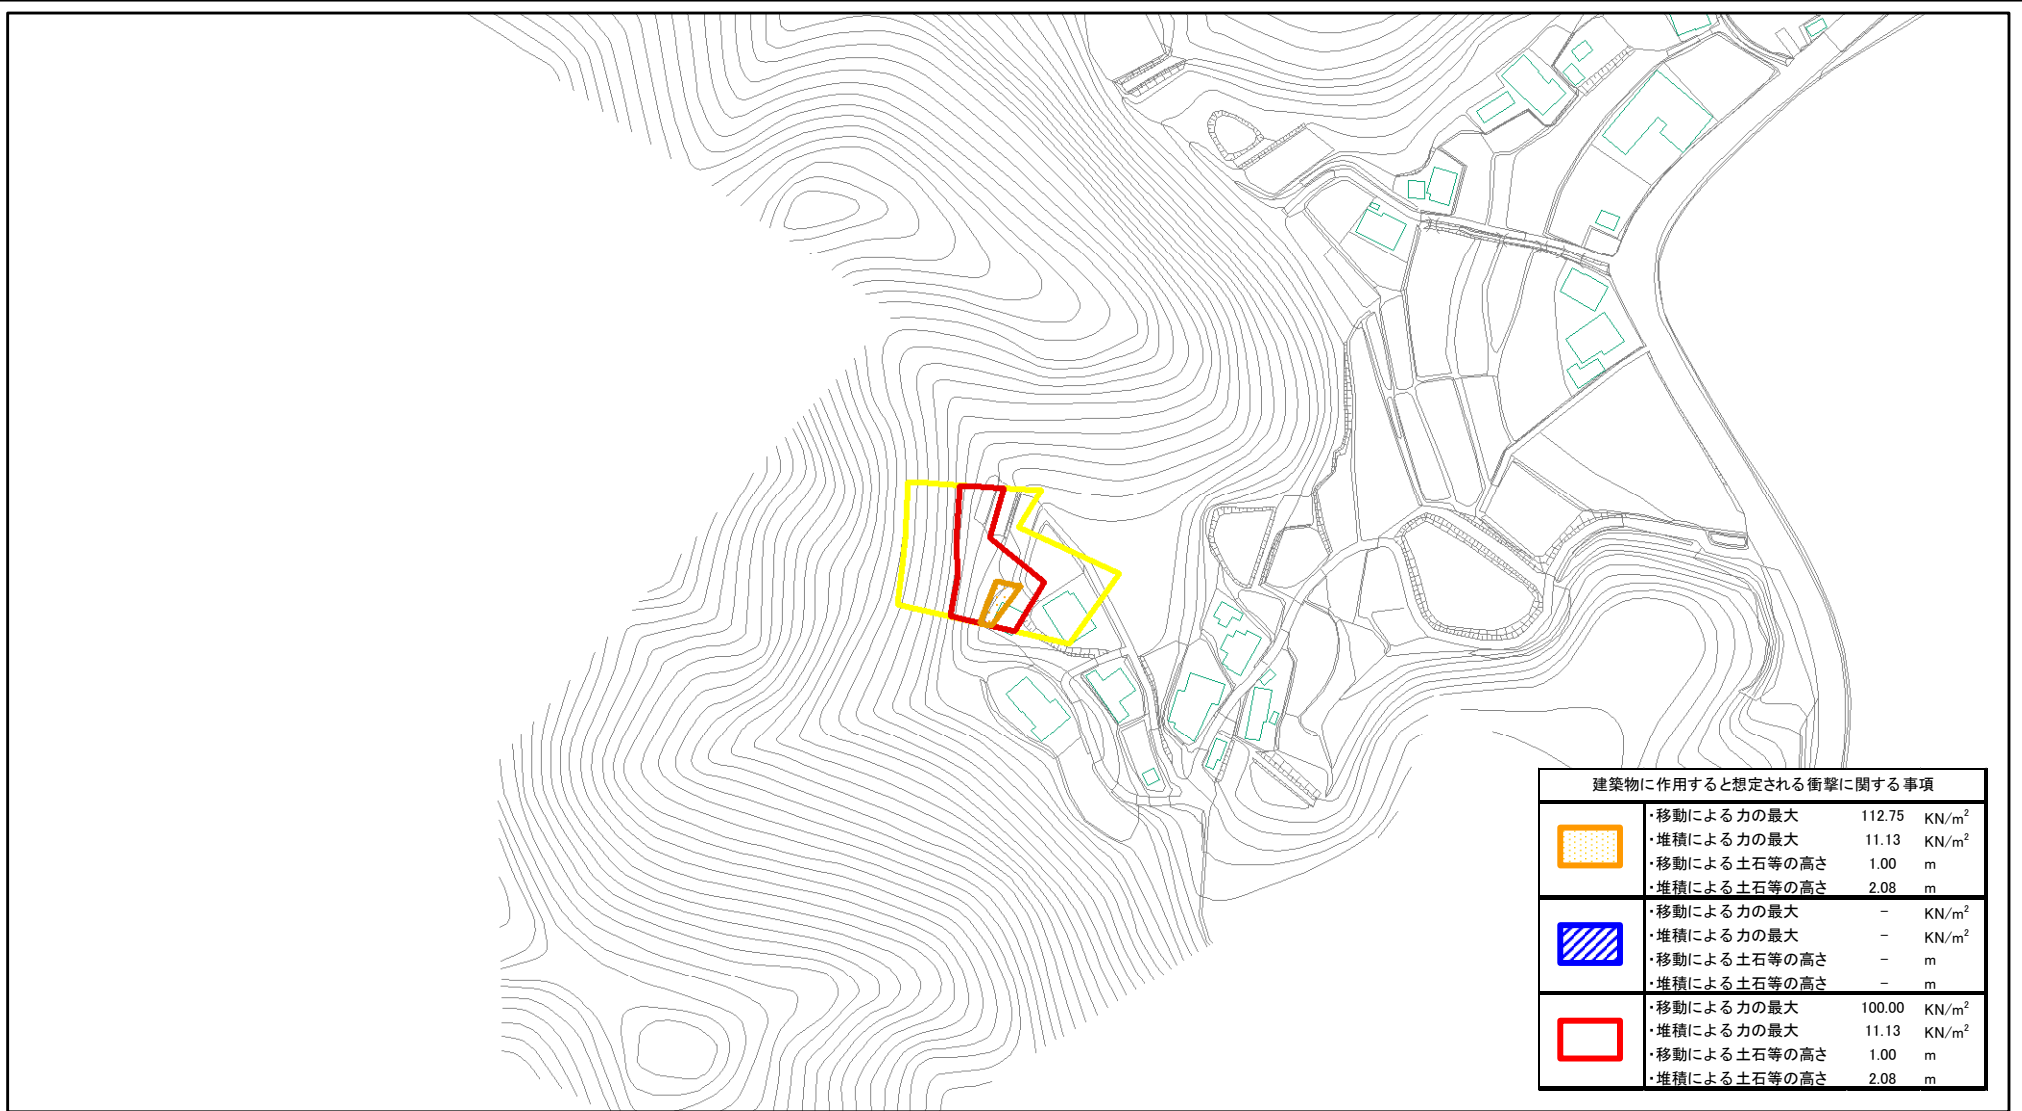 建築物に作用すると想定される衝撃に関する事項
・移動による力の最大 112.75 KN/m²
・堆積による力の最大 11.13 KN/m²
・移動による土石等の高さ 1.00 m
・堆積による土石等の高さ 2.08 m
・移動による力の最大 － KN/m²
・堆積による力の最大 － KN/m²
・移動による土石等の高さ － m
・堆積による土石等の高さ － m
・移動による力の最大 100.00 KN/m²
・堆積による力の最大 11.13 KN/m²
・移動による土石等の高さ 1.00 m
・堆積による土石等の高さ 2.08 m